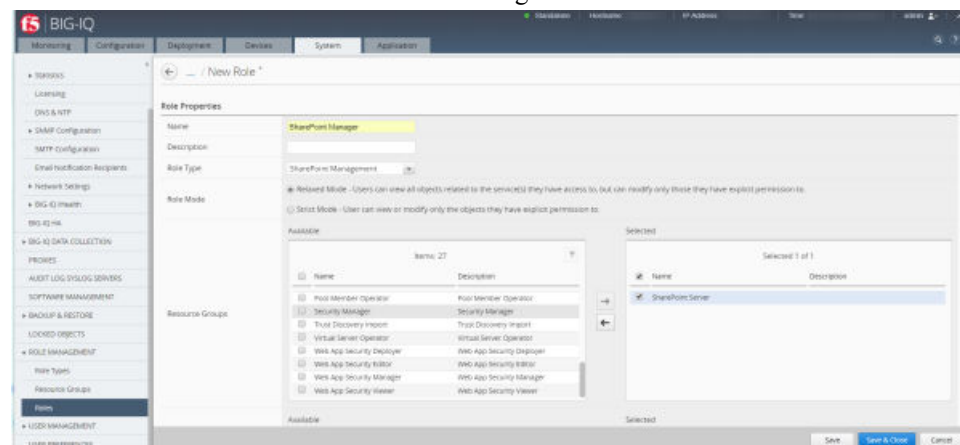 f5 BIG-IQ
Standalone Hostname IP Address Time admin
Monitoring Configuration Deployment Devices System Application
... / New Role *
Licensing
DNS & NTP
SNMP Configuration
SMTP Configuration
Email Notification Recipients
Network Settings
BIG-IQ Health
BIG-IQ HA
BIG-IQ DATA COLLECTION
PROXIES
AUDIT LOG SYSLOG SERVERS
SOFTWARE MANAGEMENT
BACKUP & RESTORE
LOCKED OBJECTS
ROLE MANAGEMENT
Role Types
Resource Groups
Roles
USER MANAGEMENT
USER PREFERENCES
Role Properties
Name SharePoint Manager
Description
Role Type SharePoint Management
Role Mode
Relaxed Mode - Users can view all objects related to the service(s) they have access to, but can modify only those they have explicit permission to.
Strict Mode - User can view or modify only the objects they have explicit permission to.
Resource Groups
Available
Items: 27
Name Description
Pool Member Operator Pool Member Operator
Security Manager Security Manager
Trust Discovery Import Trust Discovery Import
Virtual Server Operator Virtual Server Operator
Web App Security Deployer Web App Security Deployer
Web App Security Editor Web App Security Editor
Web App Security Manager Web App Security Manager
Web App Security Viewer Web App Security Viewer
Selected
Selected 1 of 1
Name Description
SharePoint Server
Available Selected
Save Save & Close Cancel